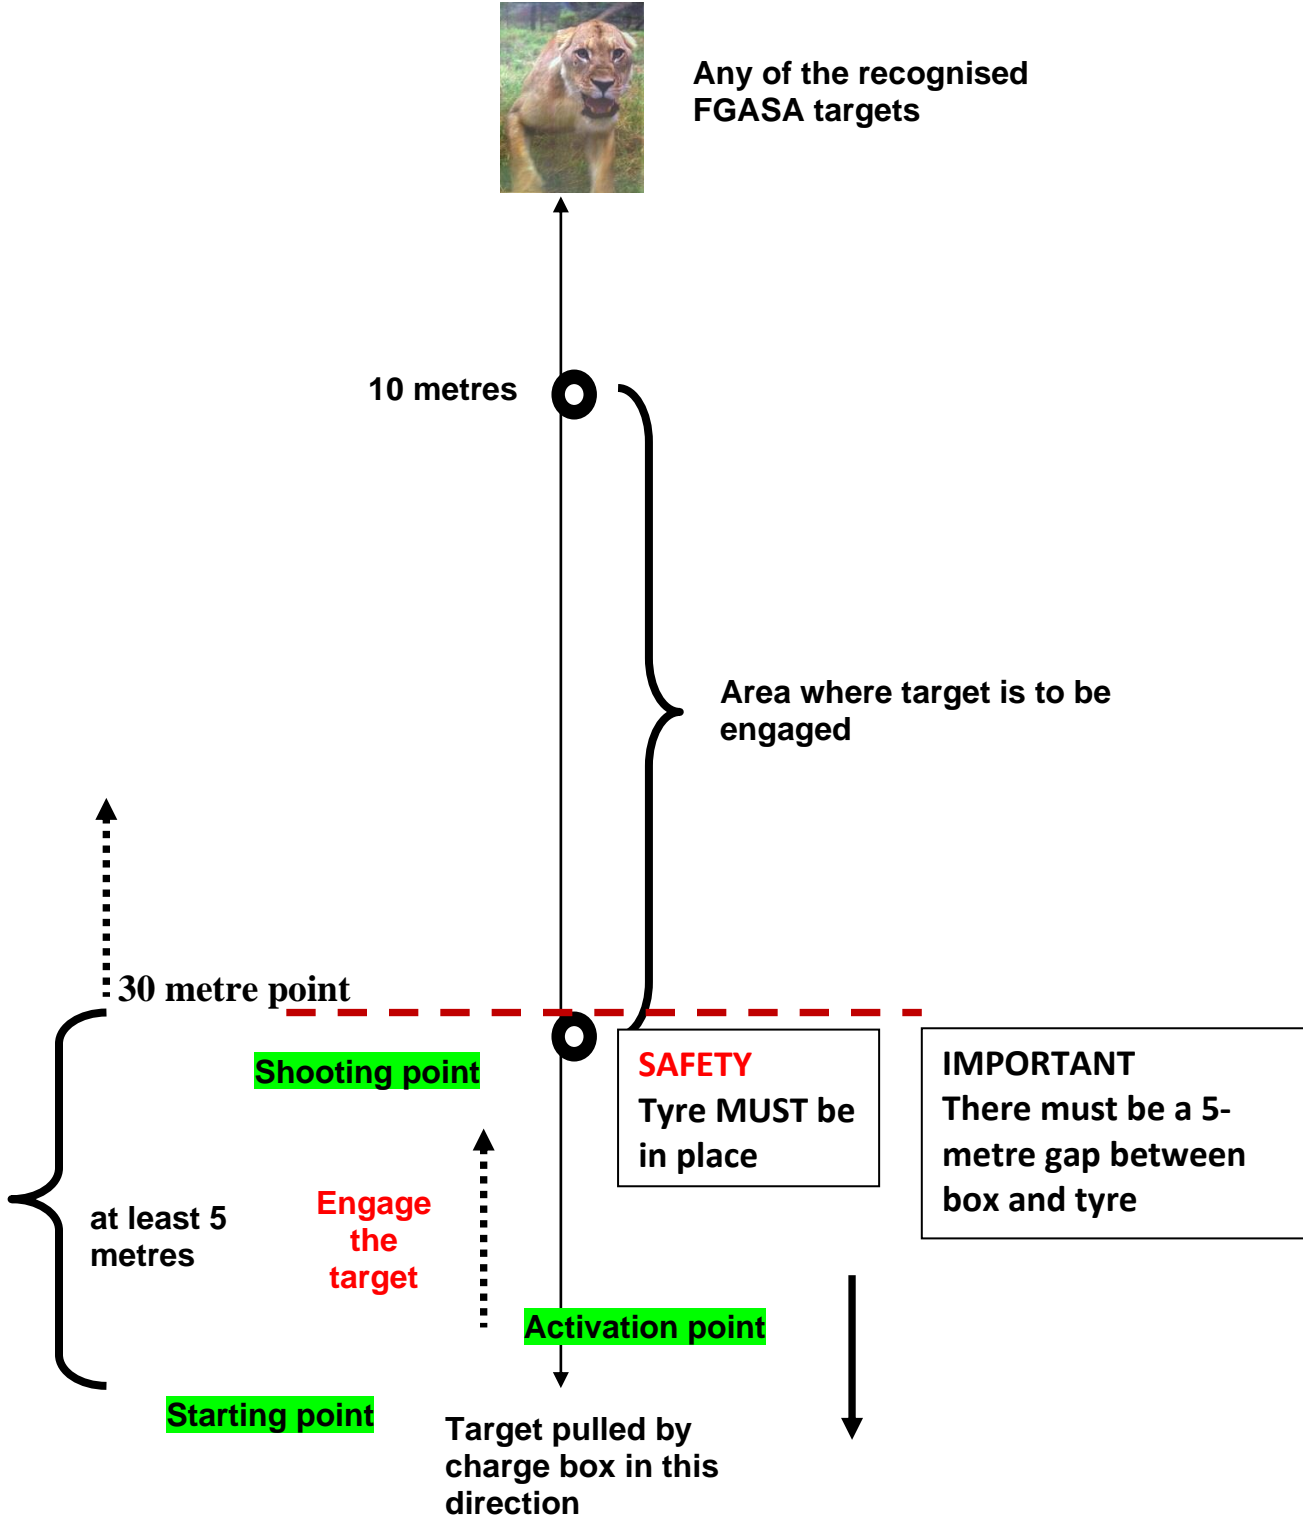 Any of the recognised
FGASA targets
10 metres
Area where target is to be
engaged
30 metre point
Shooting point
SAFETY
Tyre MUST be
in place
IMPORTANT
There must be a 5-
metre gap between
box and tyre
at least 5
metres
Engage
the
target
Activation point
Starting point
Target pulled by
charge box in this
direction